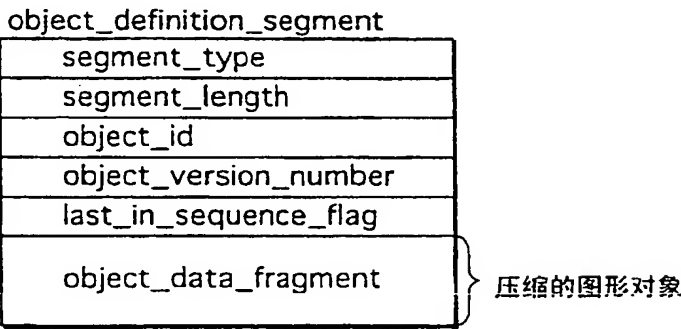 object_definition_segment
segment_type
segment_length
object_id
object_version_number
last_in_sequence_flag
object_data_fragment
压缩的图形对象